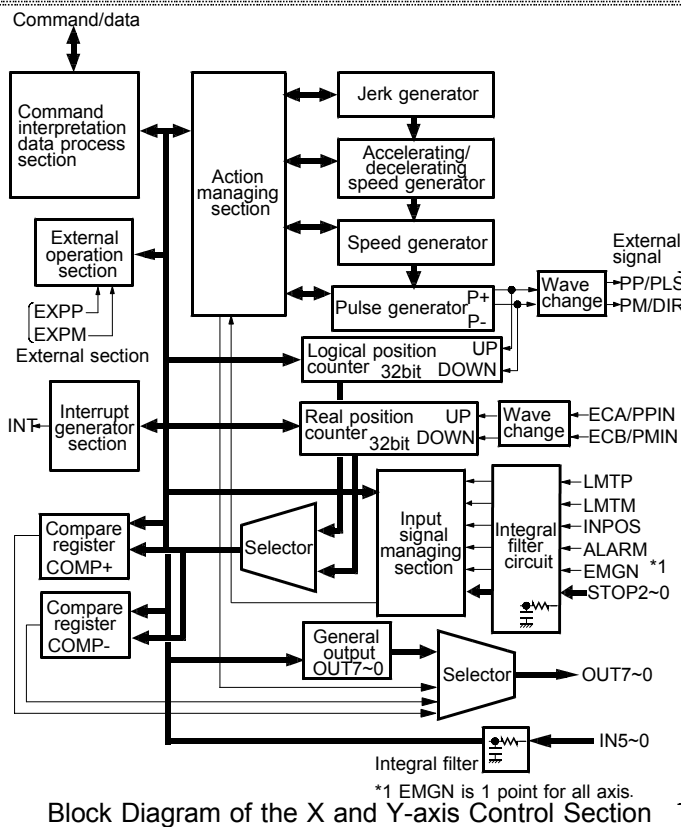 Command/data
Command
interpretation
data process
section
Action
managing
section
Jerk generator
Accelerating/
decelerating
speed generator
Speed generator
Pulse generator
P+
P-
External
operation
section
EXPP
EXPM
External section
External
signal
Wave
change
PP/PLS
PM/DIR
Logical position
counter 32bit
UP
DOWN
Interrupt
generator
section
INT
Real position
counter
32bit
UP
DOWN
Wave
change
ECA/PPIN
ECB/PMIN
Compare
register
COMP+
Selector
Input
signal
managing
section
Integral
filter
circuit
LMTP
LMTM
INPOS
ALARM
EMGN *1
STOP2~0
Compare
register
COMP-
General
output
OUT7~0
Selector
OUT7~0
Integral filter
IN5~0
*1 EMGN is 1 point for all axis.
Block Diagram of the X and Y-axis Control Section